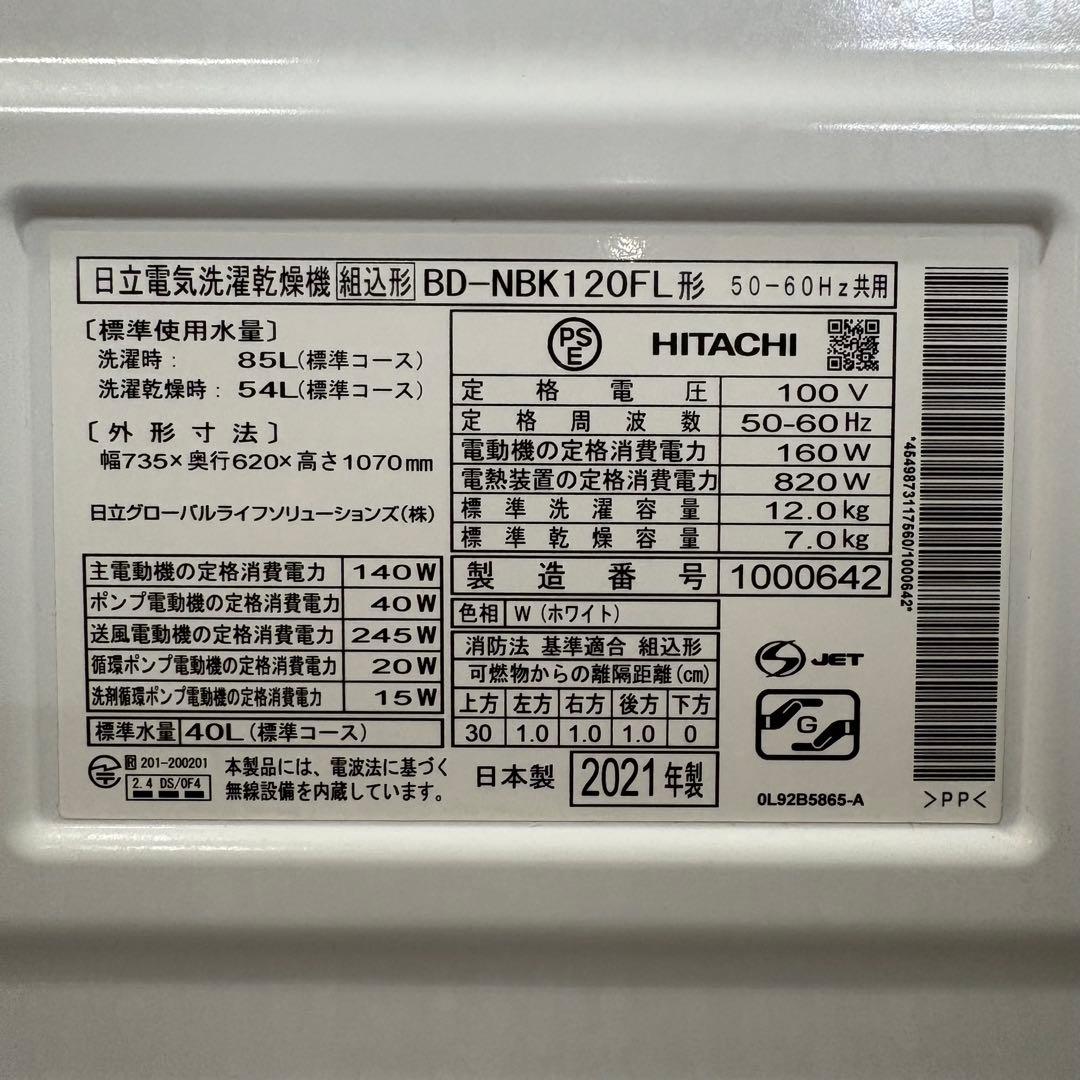 日立電気洗濯乾燥機 組込形 BD-NBK120FL形 50-60Hz共用
〔標準使用水量〕
洗濯時： 85L(標準コース)
洗濯乾燥時： 54L(標準コース)
〔外形寸法〕
幅735×奥行620×高さ1070mm
日立グローバルライフソリューションズ(株)
主電動機の定格消費電力 140W
ポンプ電動機の定格消費電力 40W
送風電動機の定格消費電力 245W
循環ポンプ電動機の定格消費電力 20W
洗剤循環ポンプ電動機の定格消費電力 15W
標準水量 40L(標準コース)
R 201-200201
2.4 DS/OF4
本製品には、電波法に基づく
無線設備を内蔵しています。
PSE HITACHI
定格電圧 100V
定格周波数 50-60Hz
電動機の定格消費電力 160W
電熱装置の定格消費電力 820W
標準洗濯容量 12.0kg
標準乾燥容量 7.0kg
製造番号 1000642
色相 W(ホワイト)
消防法 基準適合 組込形
可燃物からの離隔距離(cm)
上方 左方 右方 後方 下方
30 1.0 1.0 1.0 0
日本製 2021年製
S JET
G
0L92B5865-A
*4549873117560/1000642*
>PP<